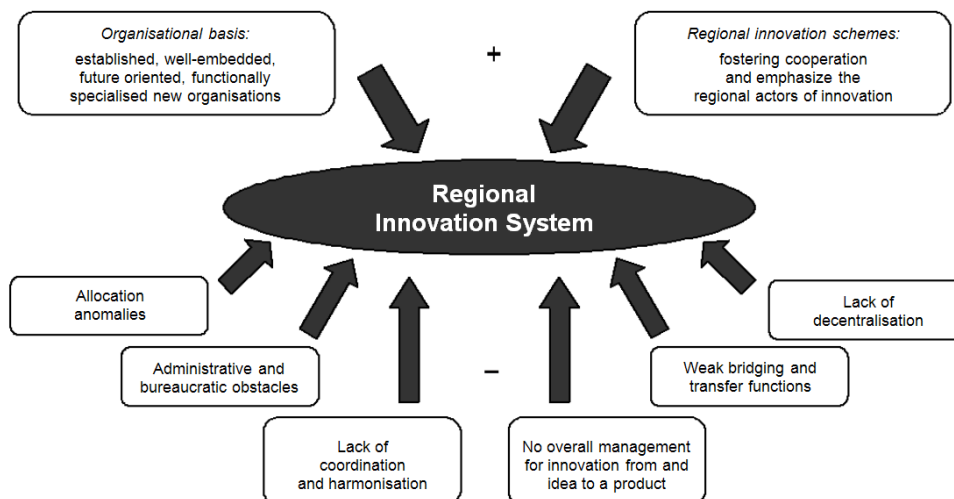 Organisational basis:
established, well-embedded,
future oriented, functionally
specialised new organisations
+
Regional innovation schemes:
fostering cooperation
and emphasize the
regional actors of innovation
Regional
Innovation System
Allocation
anomalies
Administrative and
bureaucratic obstacles
Lack of
coordination
and harmonisation
–
No overall management
for innovation from and
idea to a product
Weak bridging and
transfer functions
Lack of
decentralisation